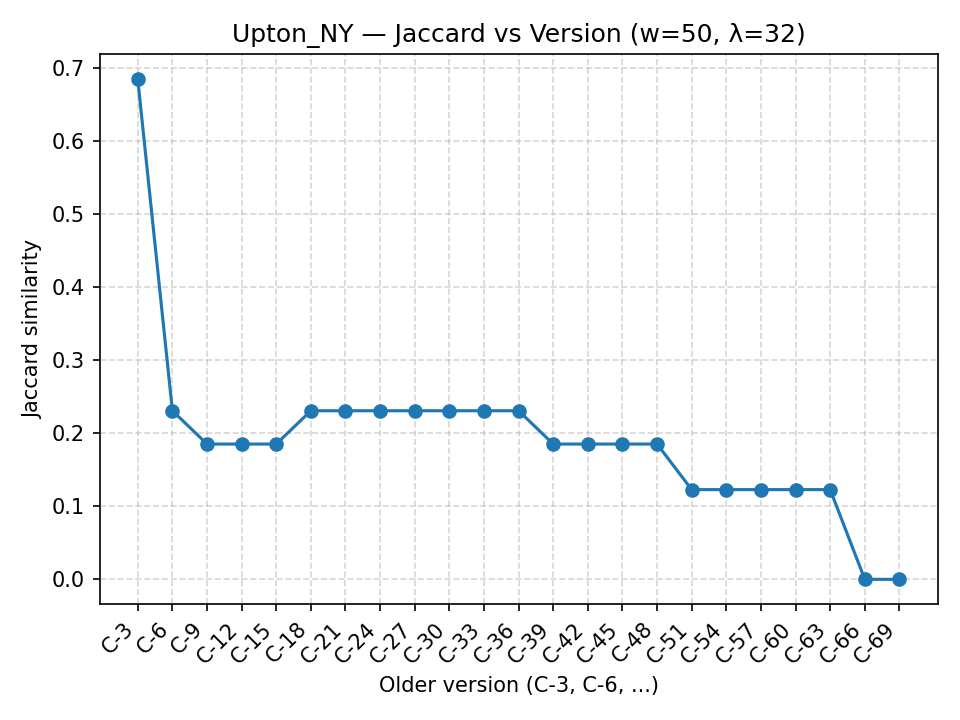 Upton_NY — Jaccard vs Version (w=50, λ=32)
0.7
0.6
0.5
0.4
0.3
0.2
0.1
0.0
Jaccard similarity
C-3 C-6 C-9 C-12 C-15 C-18 C-21 C-24 C-27 C-30 C-33 C-36 C-39 C-42 C-45 C-48 C-51 C-54 C-57 C-60 C-63 C-66 C-69
Older version (C-3, C-6, ...)